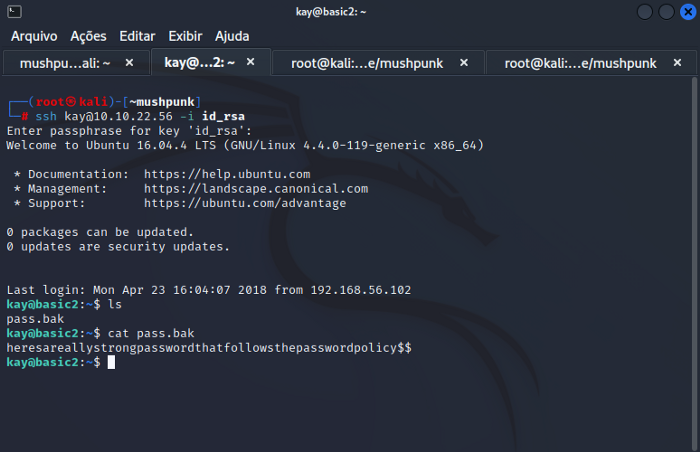 kay@basic2: ~
Arquivo Ações Editar Exibir Ajuda
mushpu…ali: ~ × kay@…2: ~ × root@kali:…e/mushpunk × root@kali:…e/mushpunk ×
┌──(root㉿kali)-[~mushpunk]
└─# ssh kay@10.10.22.56 -i id_rsa
Enter passphrase for key 'id_rsa':
Welcome to Ubuntu 16.04.4 LTS (GNU/Linux 4.4.0-119-generic x86_64)
* Documentation: https://help.ubuntu.com
* Management: https://landscape.canonical.com
* Support: https://ubuntu.com/advantage
0 packages can be updated.
0 updates are security updates.
Last login: Mon Apr 23 16:04:07 2018 from 192.168.56.102
kay@basic2:~$ ls
pass.bak
kay@basic2:~$ cat pass.bak
heresareallystrongpasswordthatfollowsthepasswordpolicy$$
kay@basic2:~$